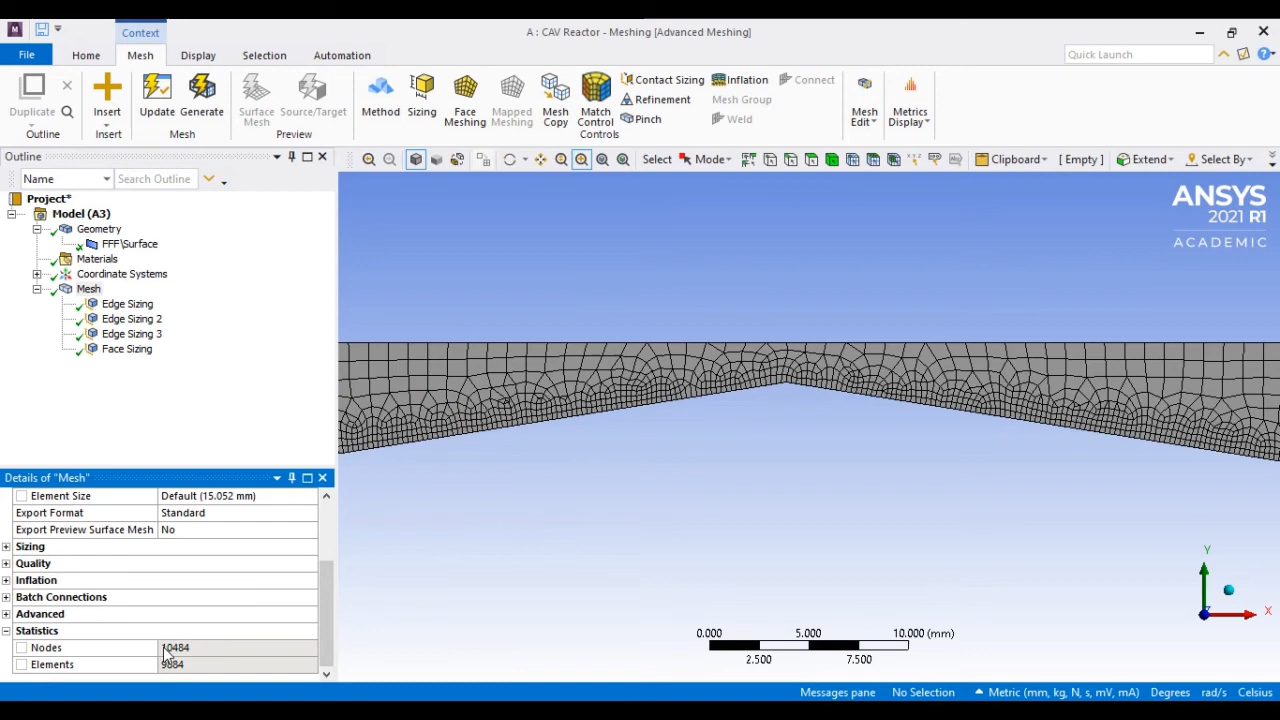 Context
A : CAV Reactor - Meshing [Advanced Meshing]
File Home Mesh Display Selection Automation Quick Launch
Duplicate Insert Update Generate Surface Mesh Source/Target Method Sizing Face Meshing Mapped Meshing Mesh Copy Match Control Contact Sizing Inflation Connect
Refinement Mesh Group
Pinch Weld
Mesh Edit Metrics Display
Outline Insert Mesh Preview Controls
Outline
Name Search Outline
Select Mode Clipboard [ Empty ] Extend Select By
Project*
Model (A3)
Geometry
FFF\Surface
Materials
Coordinate Systems
Mesh
Edge Sizing
Edge Sizing 2
Edge Sizing 3
Face Sizing
ANSYS
2021 R1
ACADEMIC
Details of "Mesh"
Element Size Default (15.052 mm)
Export Format Standard
Export Preview Surface Mesh No
Sizing
Quality
Inflation
Batch Connections
Advanced
Statistics
Nodes 10484
Elements 9884
0.000 5.000 10.000 (mm)
2.500 7.500
Y
X
Messages pane No Selection Metric (mm, kg, N, s, mV, mA) Degrees rad/s Celsius